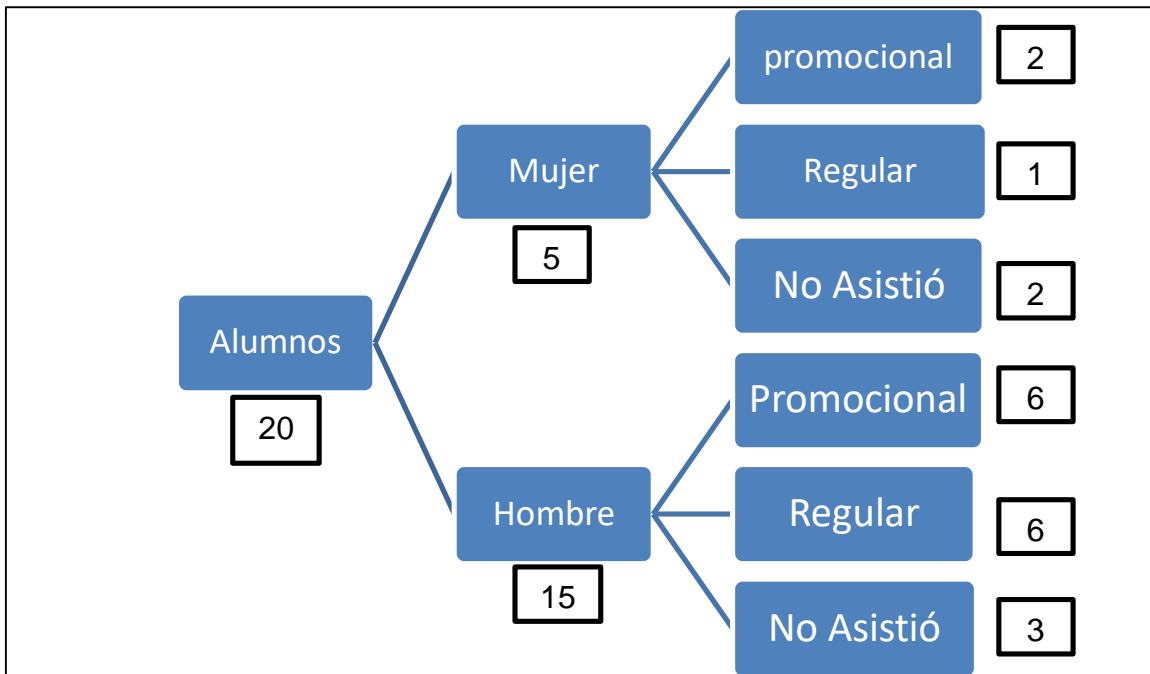 promocional
2
Mujer
Regular
1
5
No Asistió
2
Alumnos
20
Promocional
6
Hombre
Regular
6
15
No Asistió
3